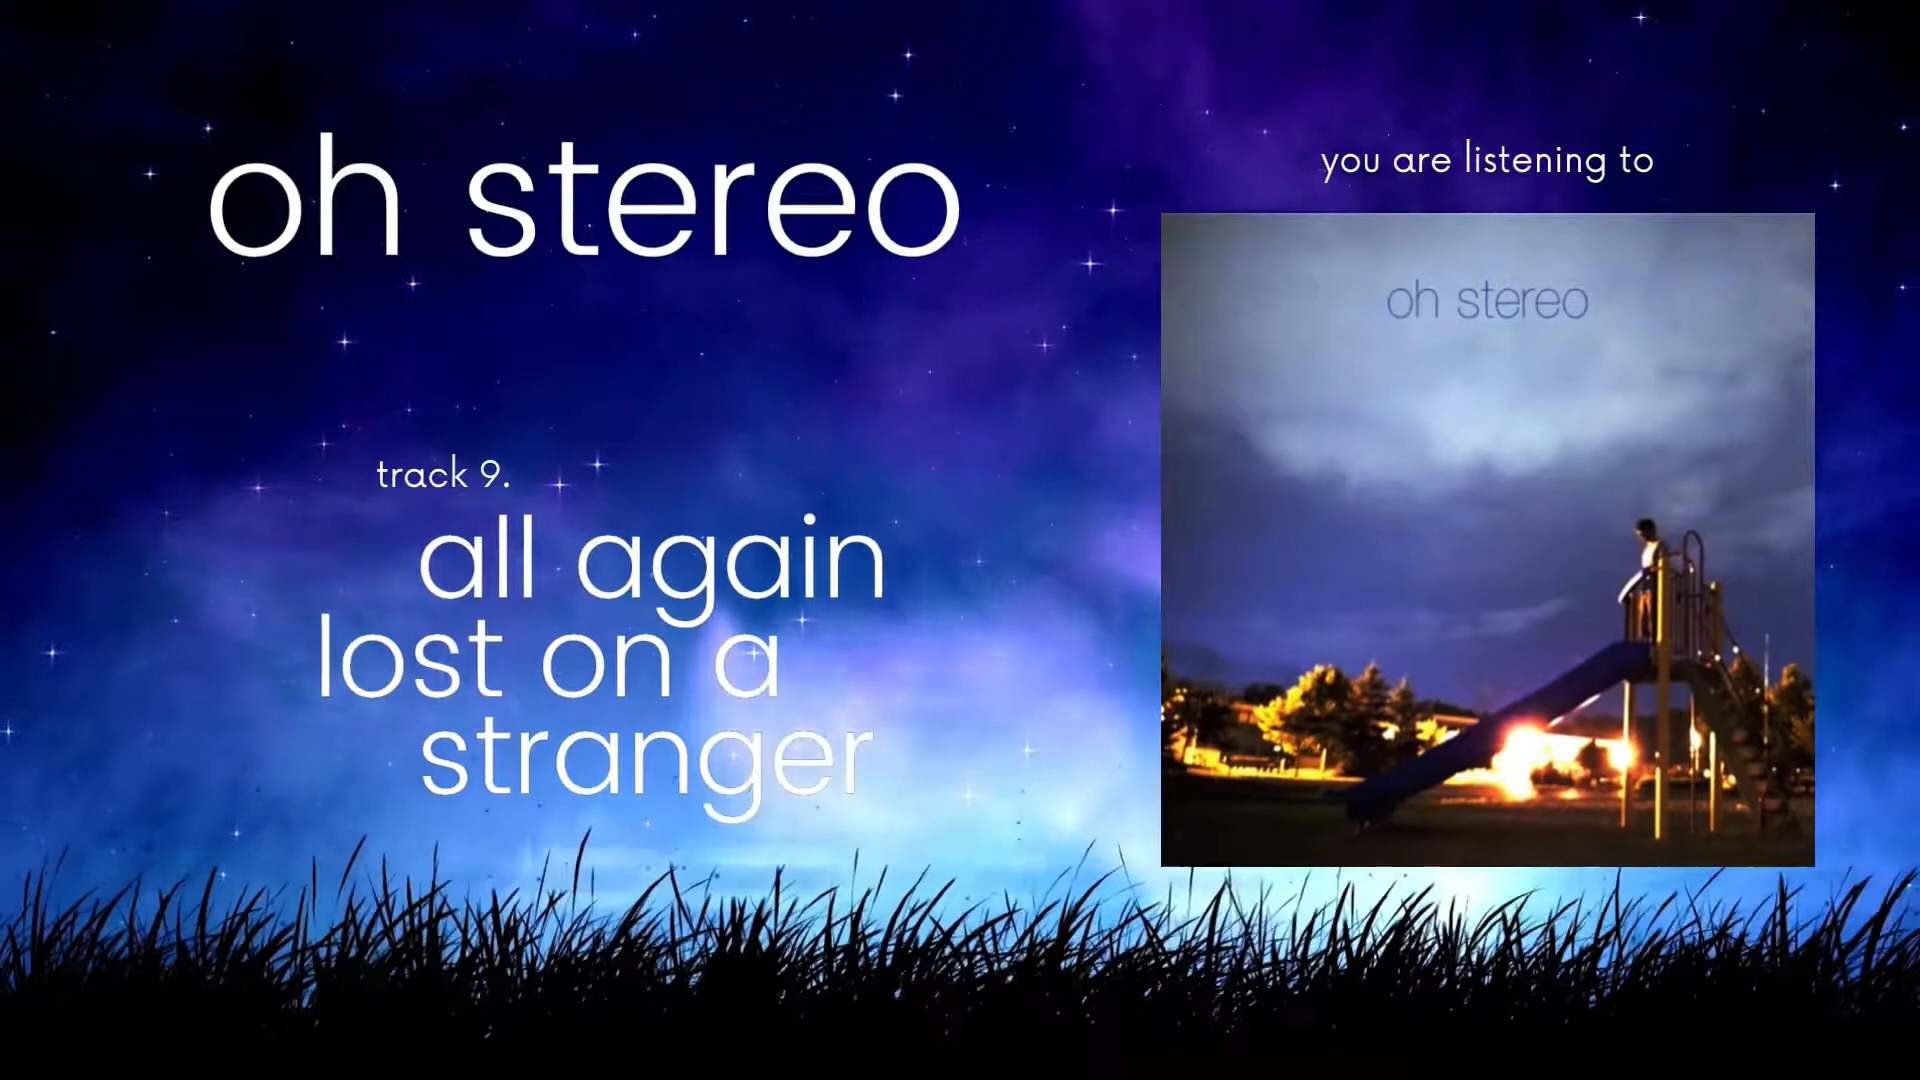 oh stereo
track 9.
all again
lost on a
stranger
you are listening to
oh stereo